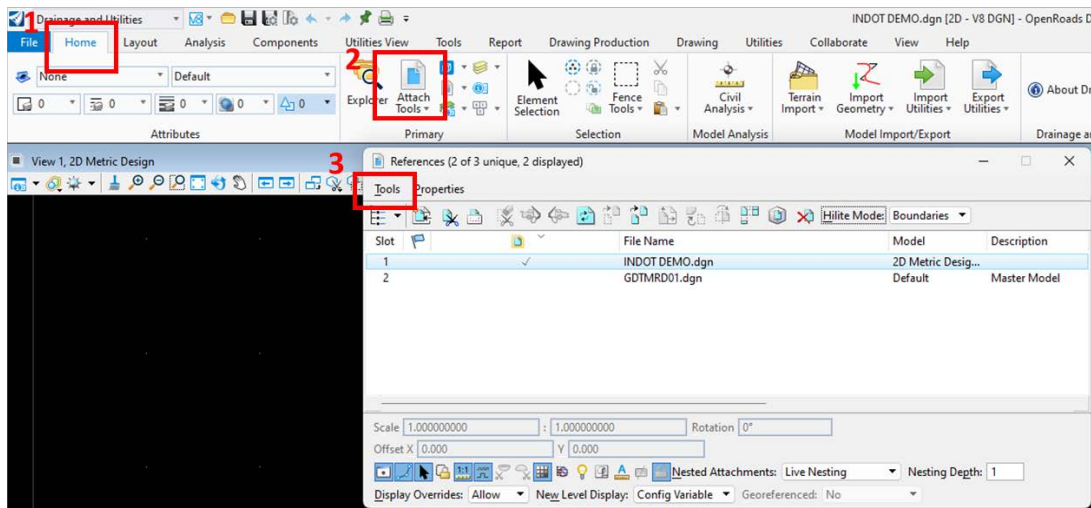 1
Drainage and Utilities
INDOT DEMO.dgn [2D - V8 DGN] - OpenRoads D
File Home Layout Analysis Components Utilities View Tools Report Drawing Production Drawing Utilities Collaborate View Help
2
None Default
0 0 0 0 0
Explorer Attach Tools
Element Selection
Fence Tools
Civil Analysis
Terrain Import
Import Geometry
Import Utilities
Export Utilities
About Dr
Attributes Primary Selection Model Analysis Model Import/Export Drainage a
View 1, 2D Metric Design
3
References (2 of 3 unique, 2 displayed)
Tools Properties
Hilite Mode: Boundaries
Slot File Name Model Description
1 INDOT DEMO.dgn 2D Metric Desig...
2 GDTMRD01.dgn Default Master Model
Scale 1.000000000 : 1.000000000 Rotation 0°
Offset X 0.000 Y 0.000
Nested Attachments: Live Nesting Nesting Depth: 1
Display Overrides: Allow New Level Display: Config Variable Georeferenced: No